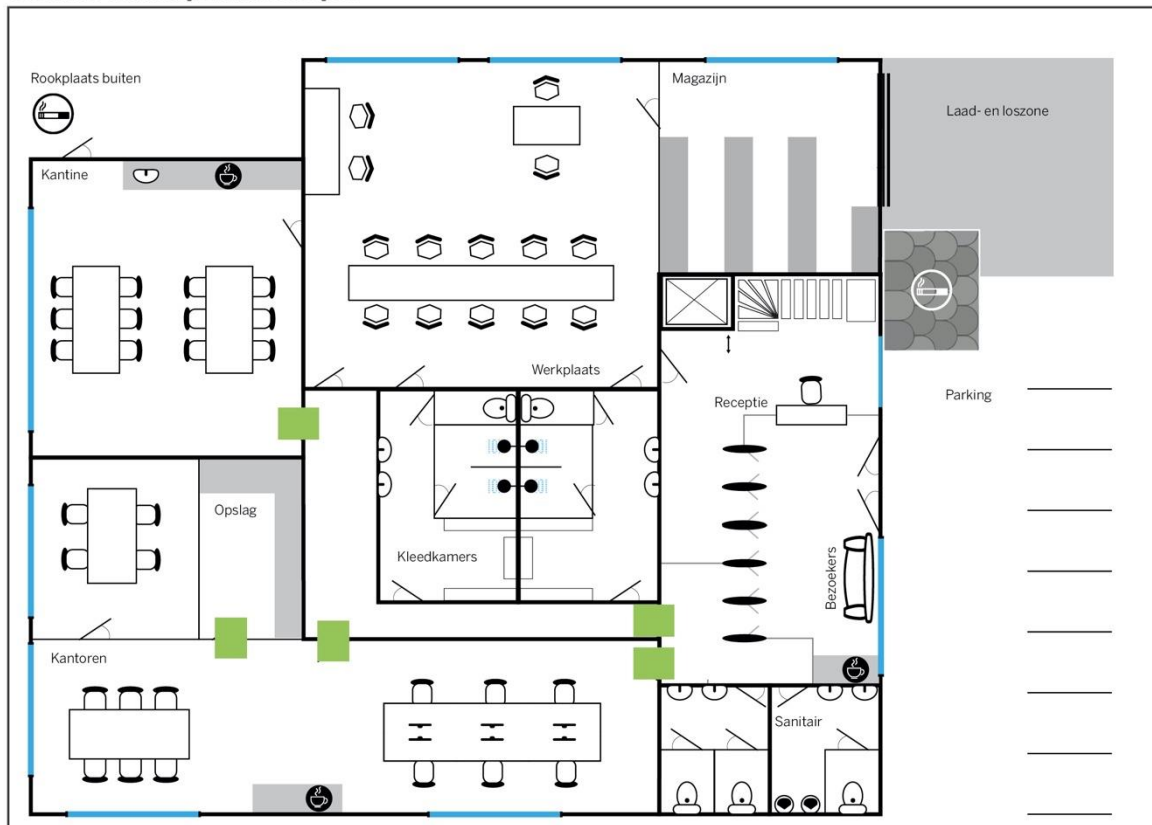 Rookplaats buiten
Magazijn
Laad- en loszone
Kantine
Werkplaats
Receptie
Parking
Opslag
Kleedkamers
Bezoekers
Kantoren
Sanitair